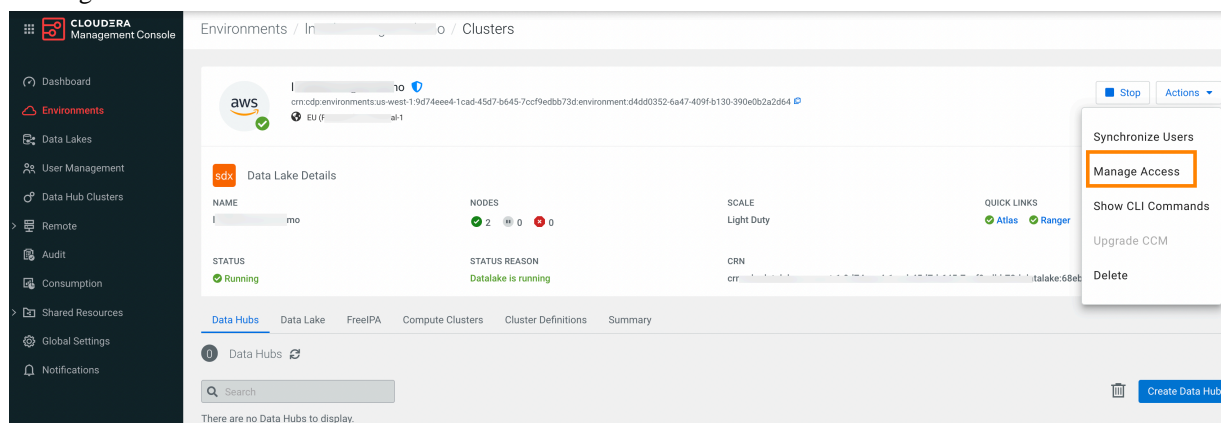 CLOUDERA
Management Console
Environments / In o / Clusters
Dashboard
Environments
Data Lakes
User Management
Data Hub Clusters
Remote
Audit
Consumption
Shared Resources
Global Settings
Notifications
aws
no
crn:cdp:environments:us-west-1:9d74eee4-1cad-45d7-b645-7ccf9edbb73d:environment:d4dd0352-6a47-409f-b130-390e0b2a2d64
EU (F al-1
Stop
Actions
Synchronize Users
Manage Access
Show CLI Commands
Upgrade CCM
Delete
sdx Data Lake Details
NAME
mo
NODES
2 0 0
SCALE
Light Duty
QUICK LINKS
Atlas Ranger
STATUS
Running
STATUS REASON
Datalake is running
CRN
talake:68eb
Data Hubs Data Lake FreeIPA Compute Clusters Cluster Definitions Summary
0 Data Hubs
Search
Create Data Hub
There are no Data Hubs to display.